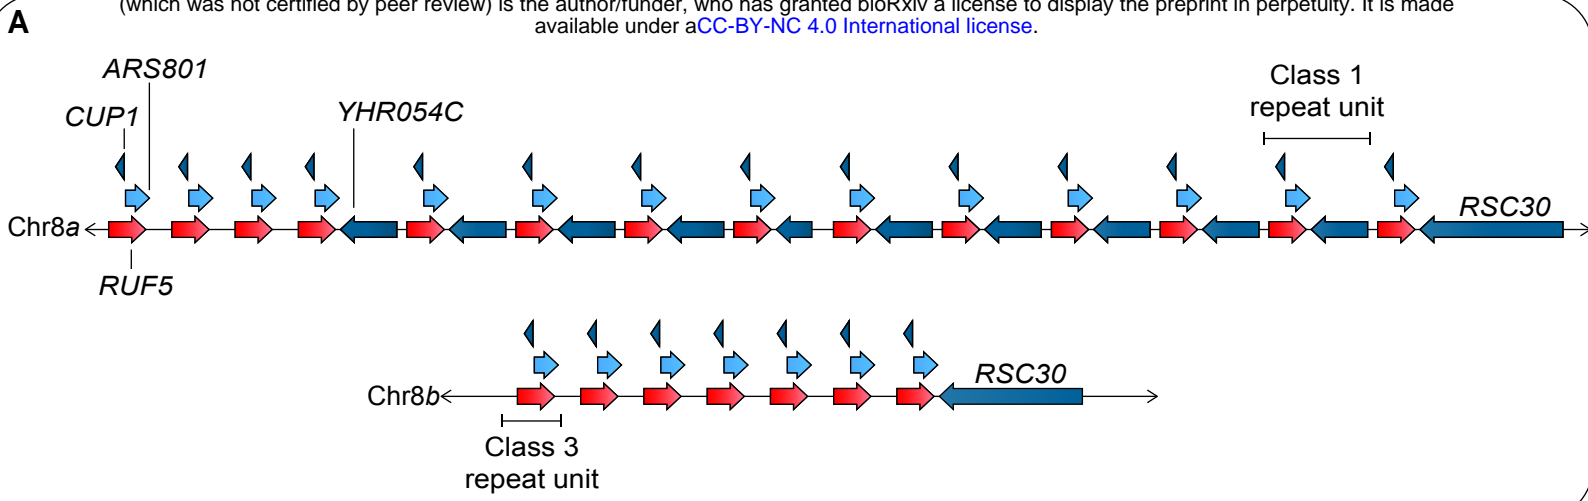 (which was not certified by peer review) is the author/funder, who has granted bioRxiv a license to display the preprint in perpetuity. It is made
available under aCC-BY-NC 4.0 International license.
A
ARS801
CUP1
YHR054C
Class 1
repeat unit
Chr8a
RSC30
RUF5
Chr8b
RSC30
Class 3
repeat unit